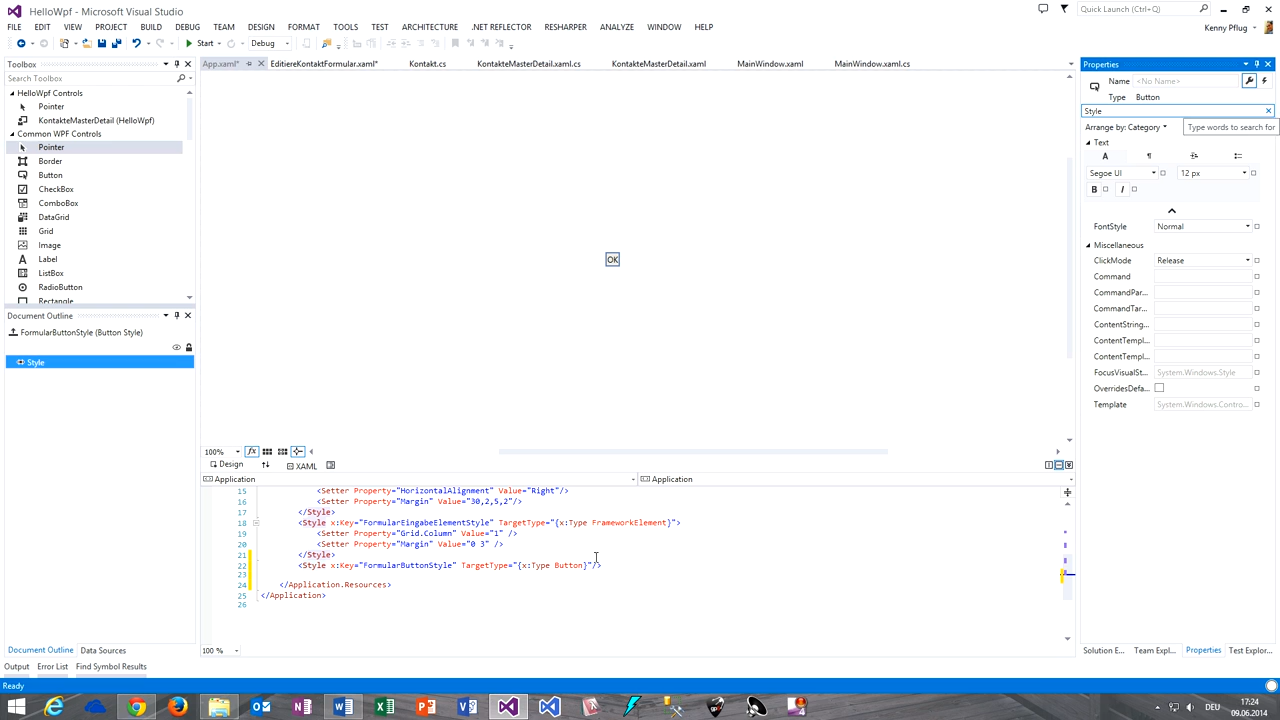 HelloWpf - Microsoft Visual Studio
Quick Launch (Ctrl+Q)
FILE EDIT VIEW PROJECT BUILD DEBUG TEAM DESIGN FORMAT TOOLS TEST ARCHITECTURE .NET REFLECTOR RESHARPER ANALYZE WINDOW HELP
Kenny Pflug
Start
Debug
Toolbox
Search Toolbox
HelloWpf Controls
Pointer
KontakteMasterDetail (HelloWpf)
Common WPF Controls
Pointer
Border
Button
CheckBox
ComboBox
DataGrid
Grid
Image
Label
ListBox
RadioButton
Rectangle
Document Outline
FormularButtonStyle (Button Style)
Style
Document Outline
Data Sources
App.xaml*
EditiereKontaktFormular.xaml*
Kontakt.cs
KontakteMasterDetail.xaml.cs
KontakteMasterDetail.xaml
MainWindow.xaml
MainWindow.xaml.cs
OK
100%
fx
Design
XAML
Application
Application
15 <Setter Property="HorizontalAlignment" Value="Right"/>
16 <Setter Property="Margin" Value="30,2,5,2"/>
17 </Style>
18 <Style x:Key="FormularEingabeElementStyle" TargetType="{x:Type FrameworkElement}">
19 <Setter Property="Grid.Column" Value="1" />
20 <Setter Property="Margin" Value="0 3" />
21 </Style>
22 <Style x:Key="FormularButtonStyle" TargetType="{x:Type Button}"/>
23
24 </Application.Resources>
25 </Application>
26
100 %
Properties
Name <No Name>
Type Button
Style
Arrange by: Category
Type words to search for
Text
A
¶
Segoe UI
12 px
B
I
FontStyle Normal
Miscellaneous
ClickMode Release
Command
CommandPar...
CommandTar...
ContentString...
ContentTempl...
ContentTempl...
FocusVisualSt... System.Windows.Style
OverridesDefa...
Template System.Windows.Contro...
Solution E...
Team Expl...
Properties
Test Explor...
Output
Error List
Find Symbol Results
Ready
DEU
17:24
09.06.2014